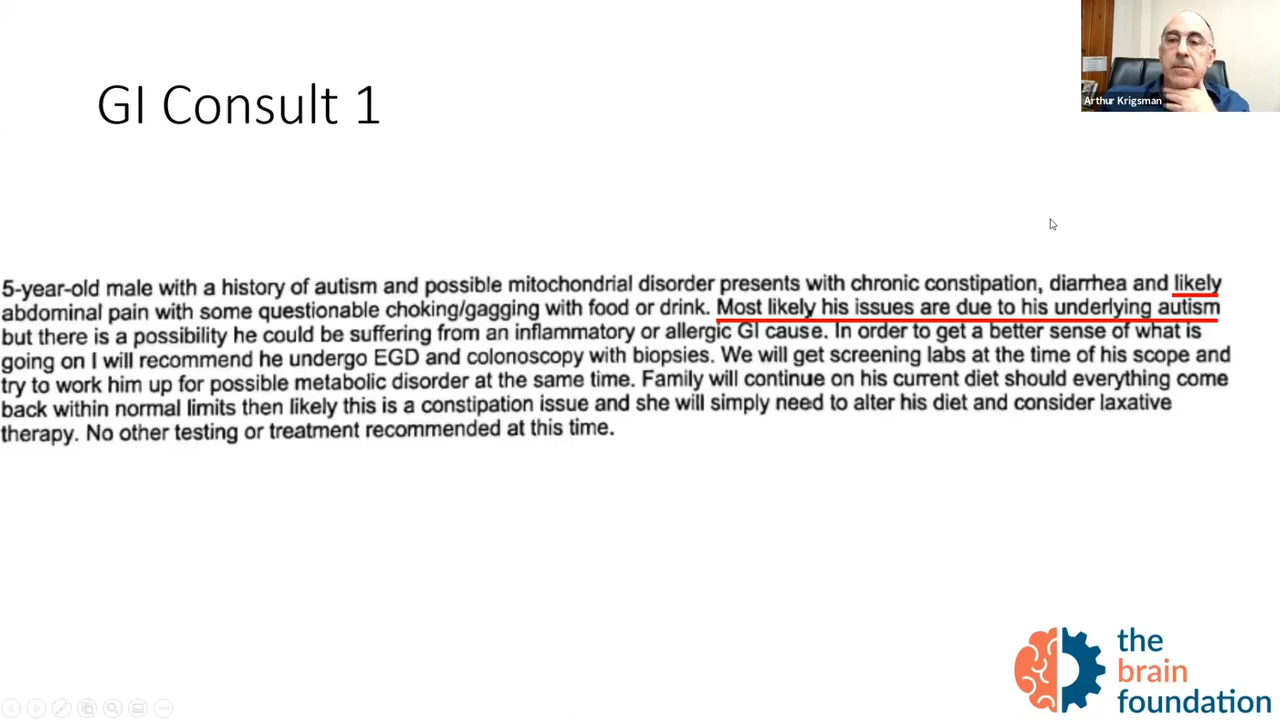 GI Consult 1
Arthur Krigsman
5-year-old male with a history of autism and possible mitochondrial disorder presents with chronic constipation, diarrhea and likely
abdominal pain with some questionable choking/gagging with food or drink. Most likely his issues are due to his underlying autism
but there is a possibility he could be suffering from an inflammatory or allergic GI cause. In order to get a better sense of what is
going on I will recommend he undergo EGD and colonoscopy with biopsies. We will get screening labs at the time of his scope and
try to work him up for possible metabolic disorder at the same time. Family will continue on his current diet should everything come
back within normal limits then likely this is a constipation issue and she will simply need to alter his diet and consider laxative
therapy. No other testing or treatment recommended at this time.
the
brain
foundation